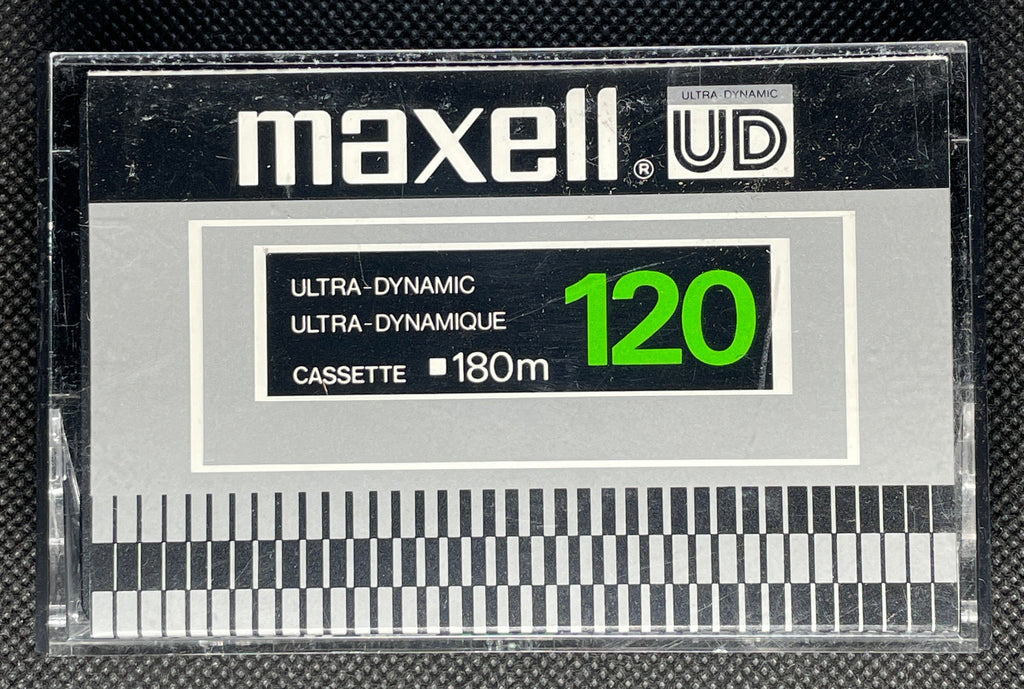 maxell®
ULTRA-DYNAMIC
UD
ULTRA-DYNAMIC
ULTRA-DYNAMIQUE
CASSETTE ■180m
120